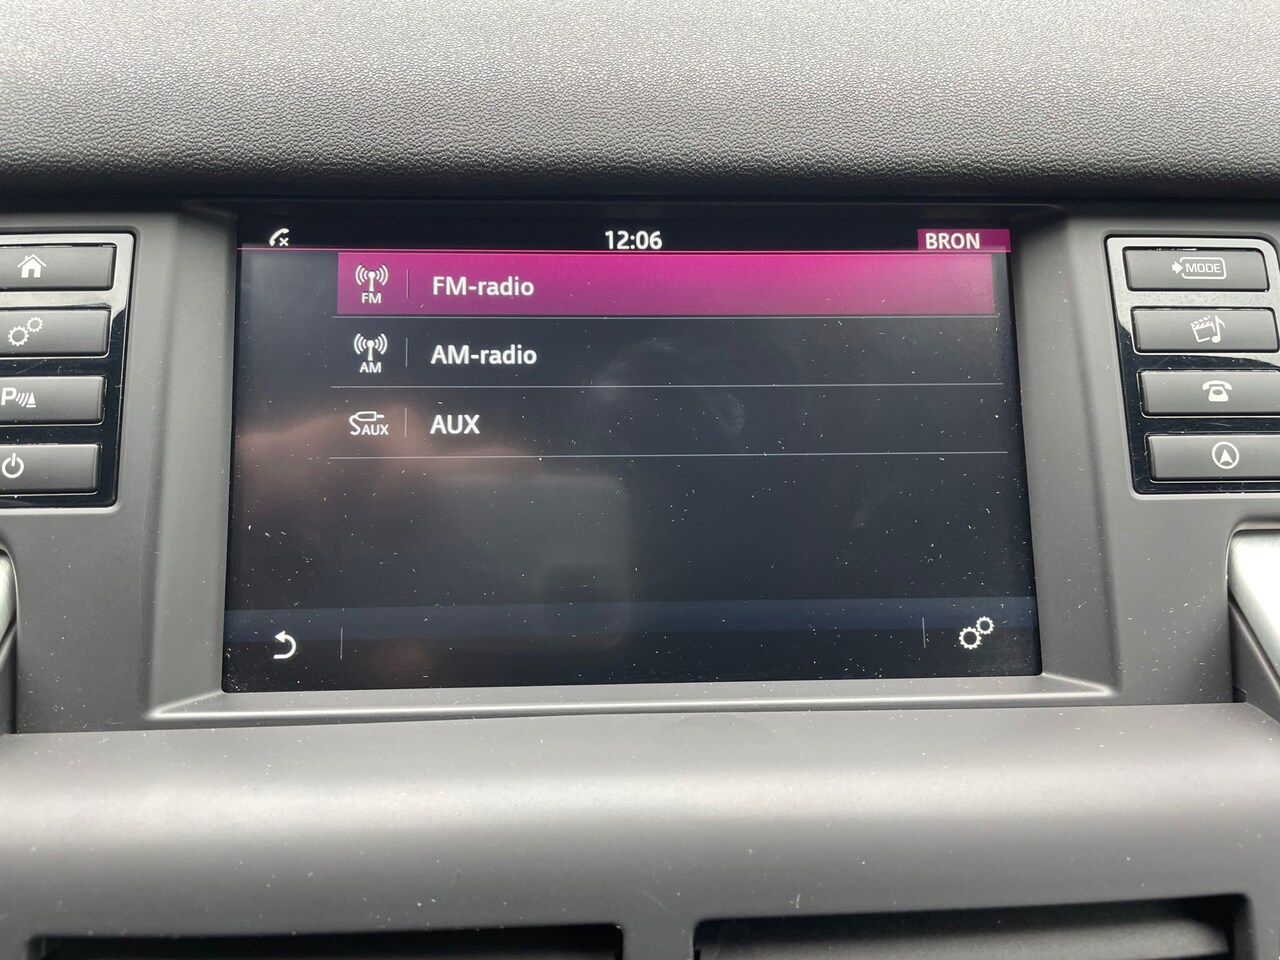 12:06
BRON
FM
FM-radio
AM
AM-radio
AUX
AUX
MODE
P